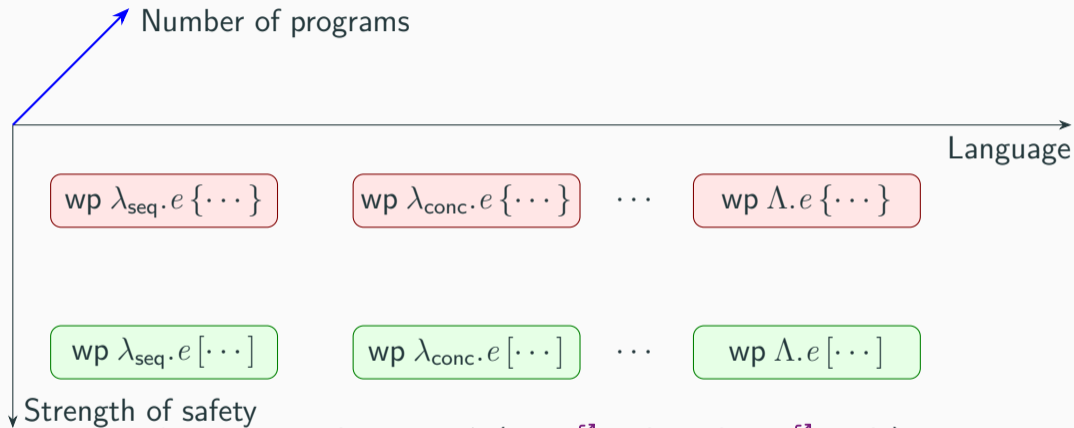 Number of programs
Language
wp λseq.e {⋯} wp λconc.e {⋯} ⋯ wp Λ.e {⋯}
wp λseq.e [⋯] wp λconc.e [⋯] ⋯ wp Λ.e [⋯]
Strength of safety